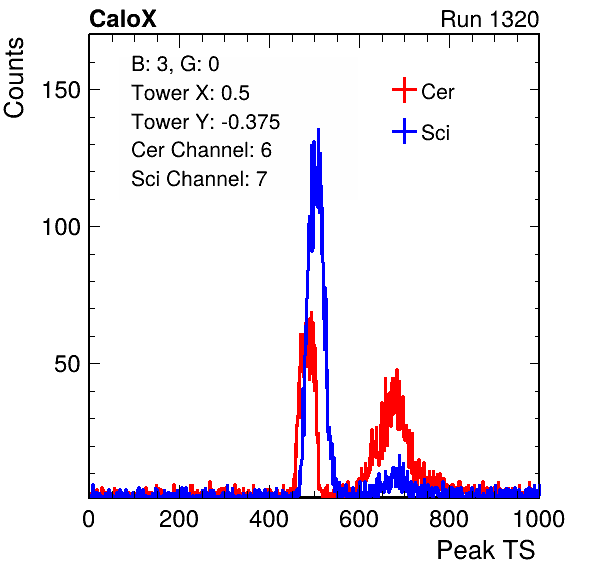 CaloX Run 1320
Counts
B: 3, G: 0
Tower X: 0.5
Tower Y: -0.375
Cer Channel: 6
Sci Channel: 7
Cer
Sci
150
100
50
0 200 400 600 800 1000
Peak TS